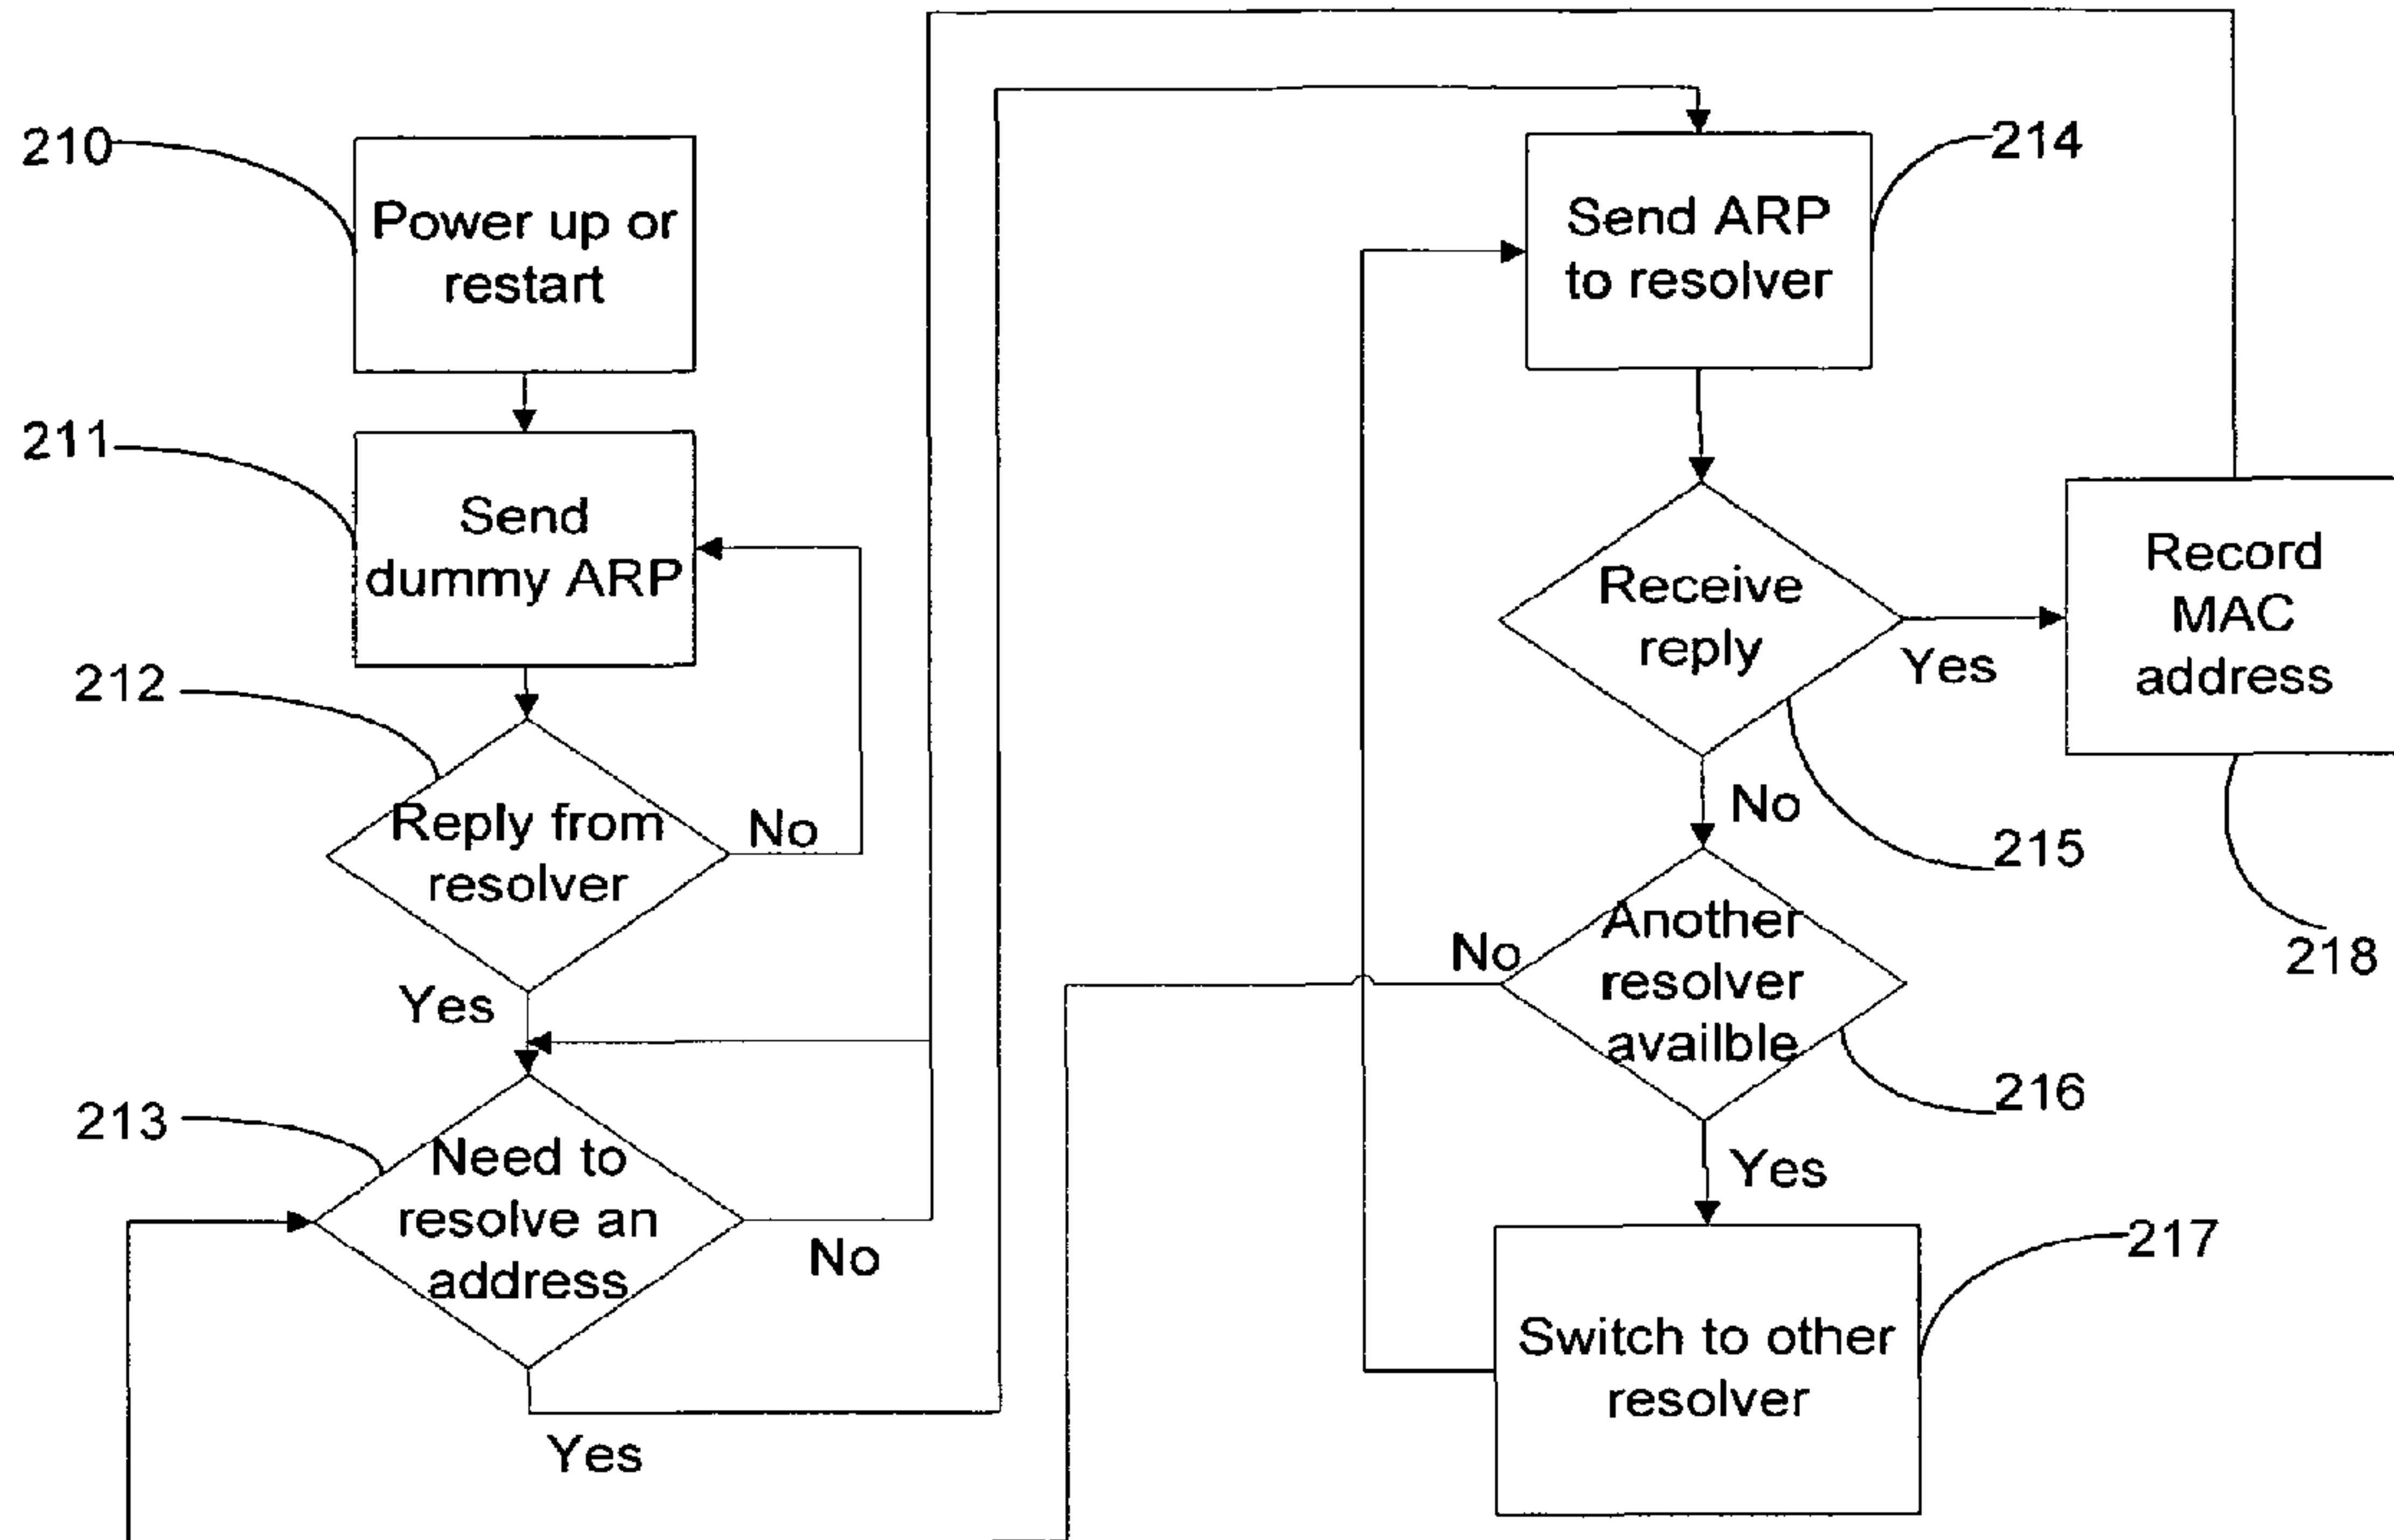 210
Power up or
restart
211
Send
dummy ARP
212
Reply from
resolver
No
Yes
213
Need to
resolve an
address
No
Yes
214
Send ARP
to resolver
Receive
reply
Yes
No
215
Record
MAC
address
218
Another
resolver
availble
No
216
Yes
217
Switch to other
resolver